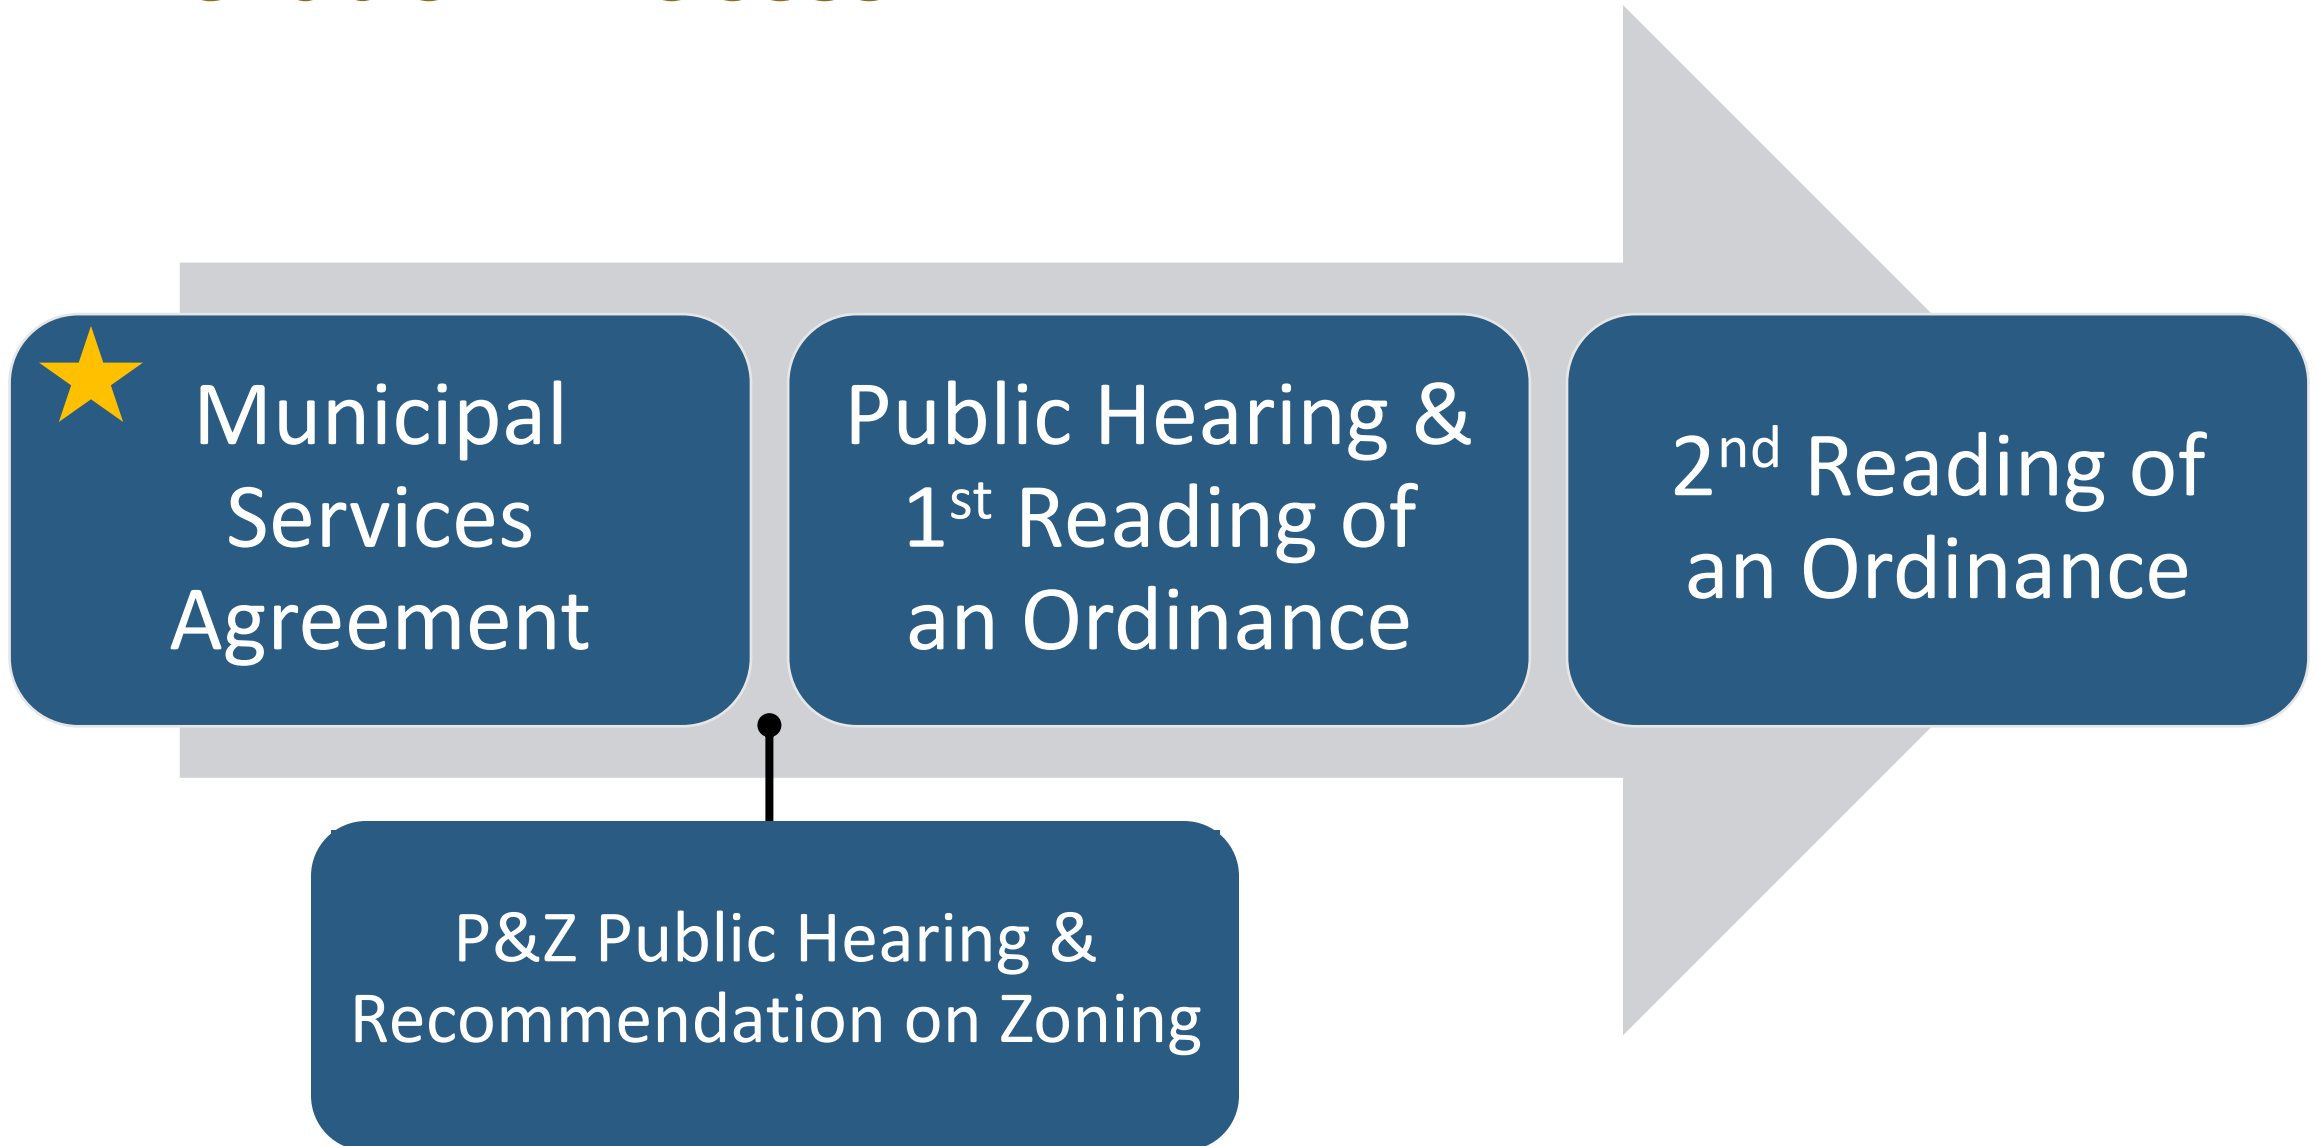 Municipal
Services
Agreement
Public Hearing &
1st Reading of
an Ordinance
2nd Reading of
an Ordinance
P&Z Public Hearing &
Recommendation on Zoning